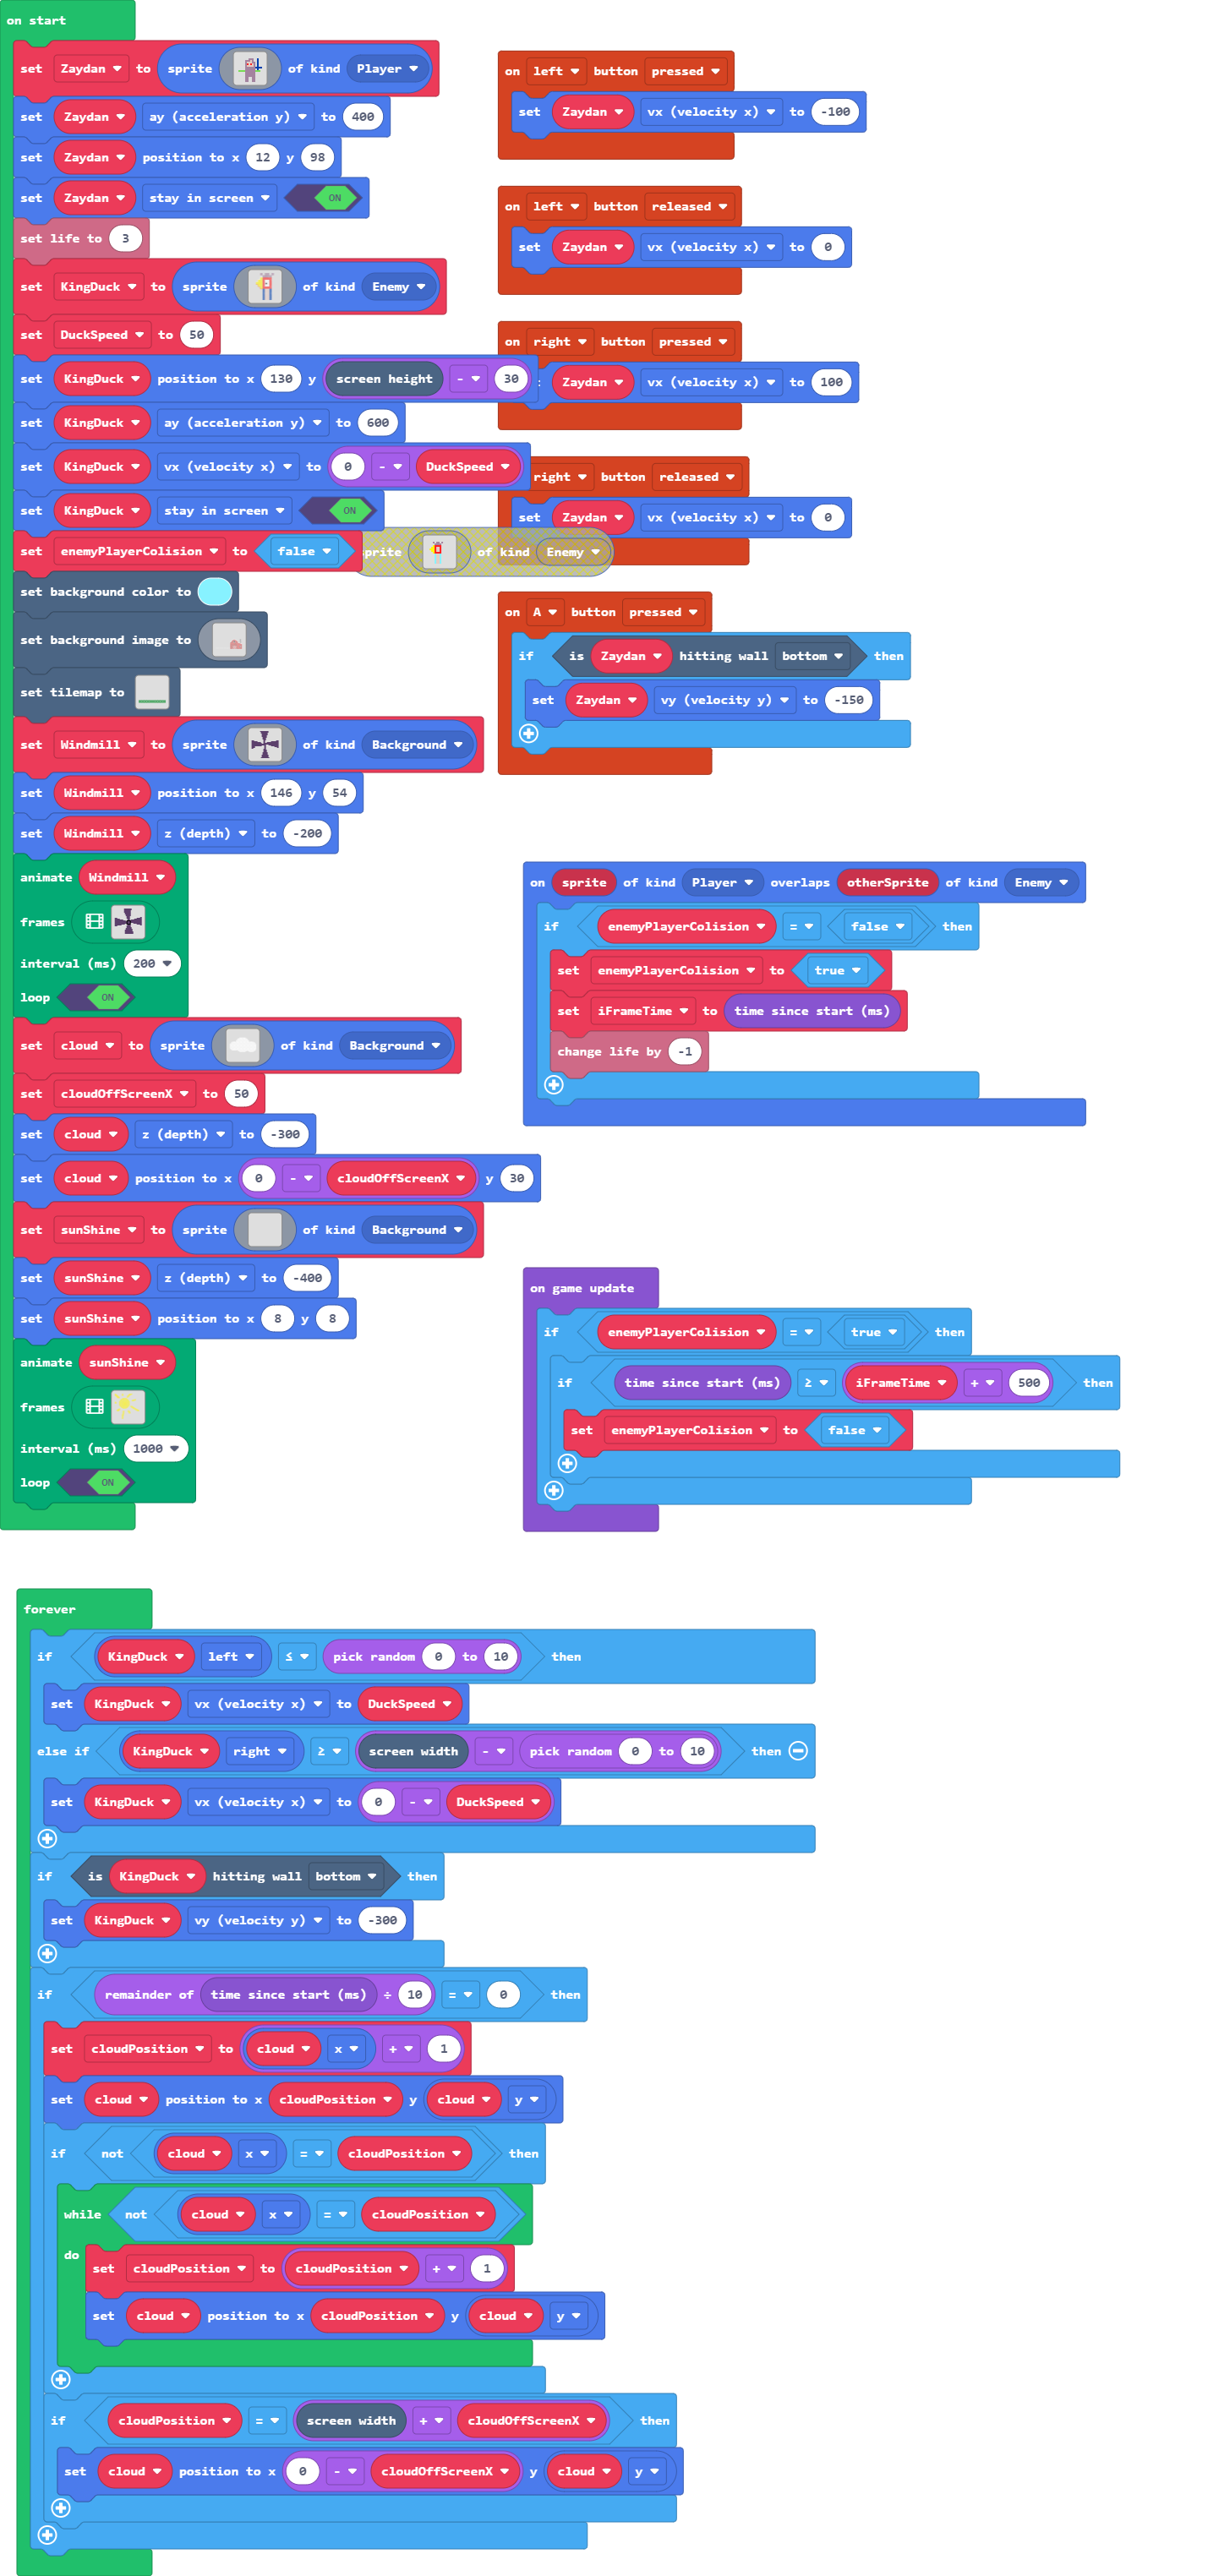 on start
set Zaydan to sprite of kind Player
set Zaydan ay (acceleration y) to 400
set Zaydan position to x 12 y 98
set Zaydan stay in screen ON
set life to 3
set KingDuck to sprite of kind Enemy
set DuckSpeed to 50
set KingDuck position to x 130 y screen height - 30
set KingDuck ay (acceleration y) to 600
set KingDuck vx (velocity x) to 0 - DuckSpeed
set KingDuck stay in screen ON
set enemyPlayerColision to false
prite of kind Enemy
set background color to
set background image to
set tilemap to
set Windmill to sprite of kind Background
set Windmill position to x 146 y 54
set Windmill z (depth) to -200
animate Windmill
frames
interval (ms) 200
loop ON
set cloud to sprite of kind Background
set cloudOffScreenX to 50
set cloud z (depth) to -300
set cloud position to x 0 - cloudOffScreenX y 30
set sunShine to sprite of kind Background
set sunShine z (depth) to -400
set sunShine position to x 8 y 8
animate sunShine
frames
interval (ms) 1000
loop ON
on left button pressed
set Zaydan vx (velocity x) to -100
on left button released
set Zaydan vx (velocity x) to 0
on right button pressed
Zaydan vx (velocity x) to 100
right button released
set Zaydan vx (velocity x) to 0
on A button pressed
if is Zaydan hitting wall bottom then
set Zaydan vy (velocity y) to -150
on sprite of kind Player overlaps otherSprite of kind Enemy
if enemyPlayerColision = false then
set enemyPlayerColision to true
set iFrameTime to time since start (ms)
change life by -1
on game update
if enemyPlayerColision = true then
if time since start (ms) ≥ iFrameTime + 500 then
set enemyPlayerColision to false
forever
if KingDuck left ≤ pick random 0 to 10 then
set KingDuck vx (velocity x) to DuckSpeed
else if KingDuck right ≥ screen width - pick random 0 to 10 then
set KingDuck vx (velocity x) to 0 - DuckSpeed
if is KingDuck hitting wall bottom then
set KingDuck vy (velocity y) to -300
if remainder of time since start (ms) ÷ 10 = 0 then
set cloudPosition to cloud x + 1
set cloud position to x cloudPosition y cloud y
if not cloud x = cloudPosition then
while not cloud x = cloudPosition
do
set cloudPosition to cloudPosition + 1
set cloud position to x cloudPosition y cloud y
if cloudPosition = screen width + cloudOffScreenX then
set cloud position to x 0 - cloudOffScreenX y cloud y